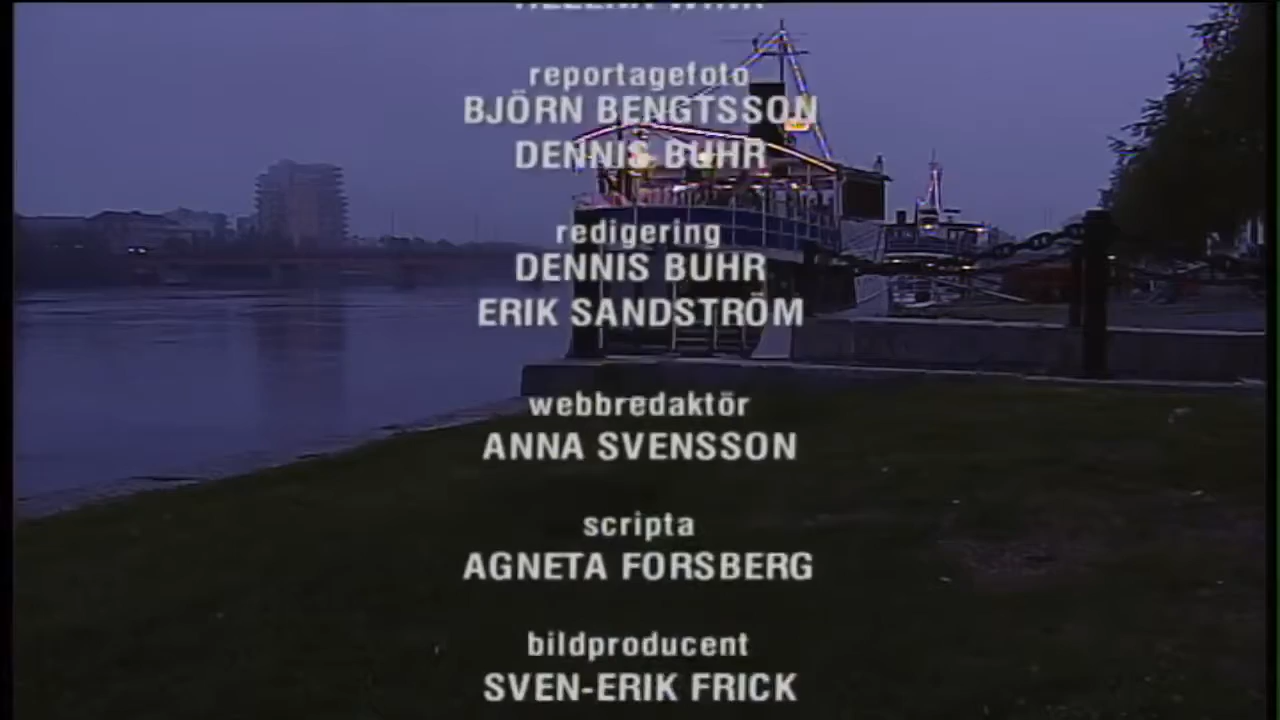 reportagefoto
BJÖRN BENGTSSON
DENNIS BUHR
redigering
DENNIS BUHR
ERIK SANDSTRÖM
webbredaktör
ANNA SVENSSON
scripta
AGNETA FORSBERG
bildproducent
SVEN-ERIK FRICK